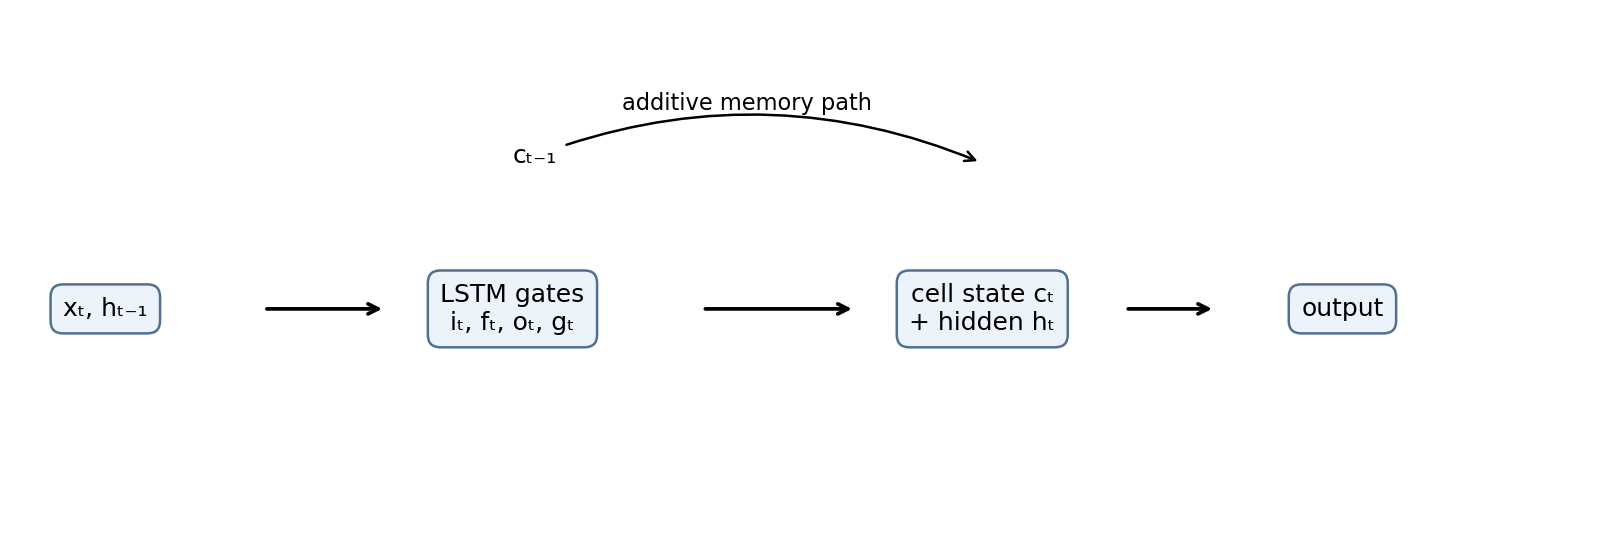 additive memory path
cₜ₋₁
xₜ, hₜ₋₁
LSTM gates
iₜ, fₜ, oₜ, gₜ
cell state cₜ
+ hidden hₜ
output